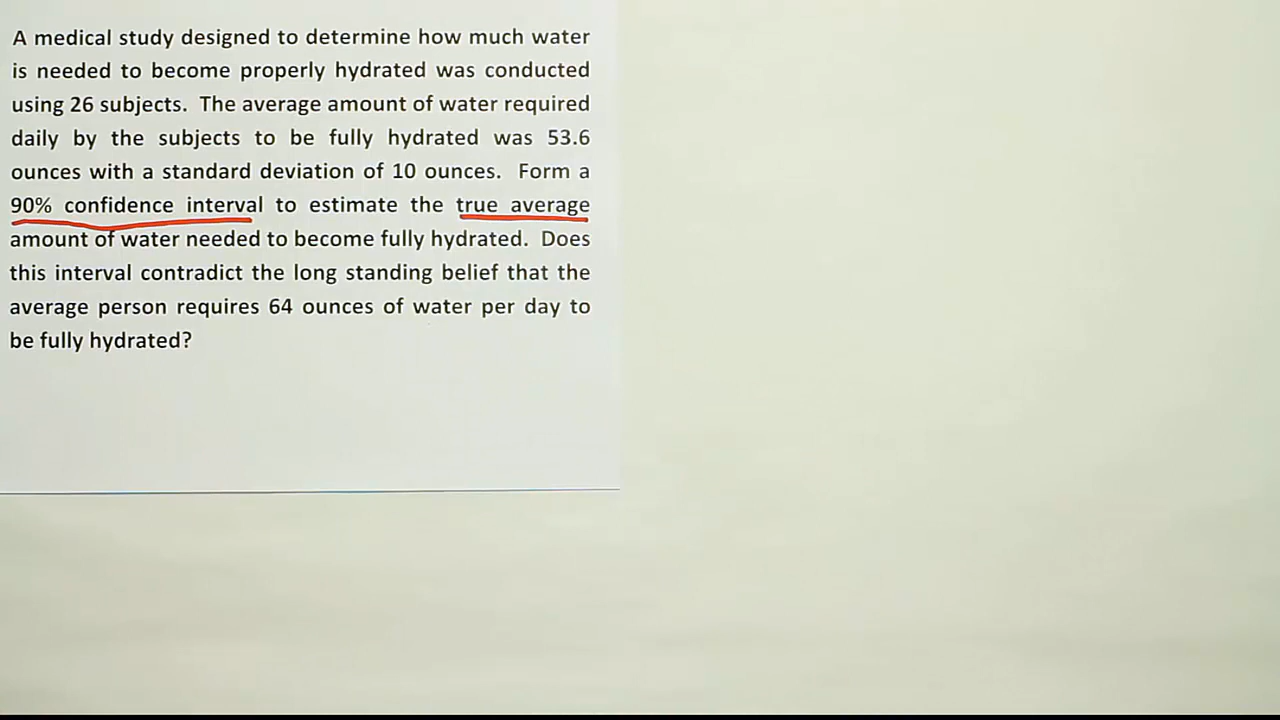 A medical study designed to determine how much water
is needed to become properly hydrated was conducted
using 26 subjects. The average amount of water required
daily by the subjects to be fully hydrated was 53.6
ounces with a standard deviation of 10 ounces. Form a
90% confidence interval to estimate the true average
amount of water needed to become fully hydrated. Does
this interval contradict the long standing belief that the
average person requires 64 ounces of water per day to
be fully hydrated?